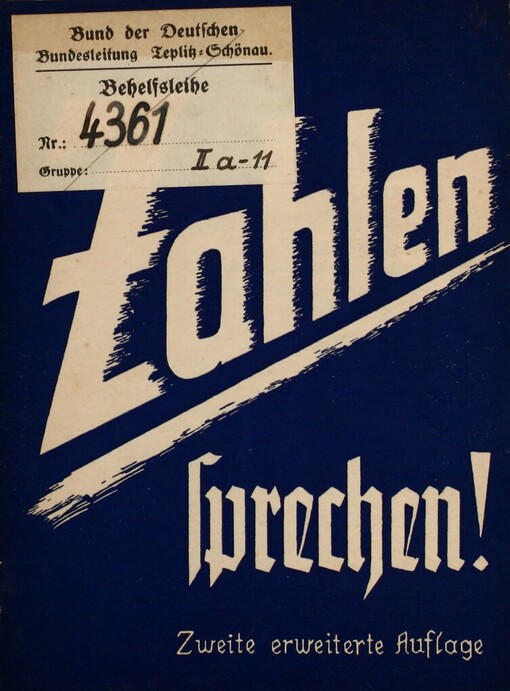 Bund der Deutschen
Bundesleitung Teplitz-Schönau.
Behelfsleihe
Nr.: 4361
Gruppe: II a-11
Zahlen
sprechen!
Zweite erweiterte Auflage